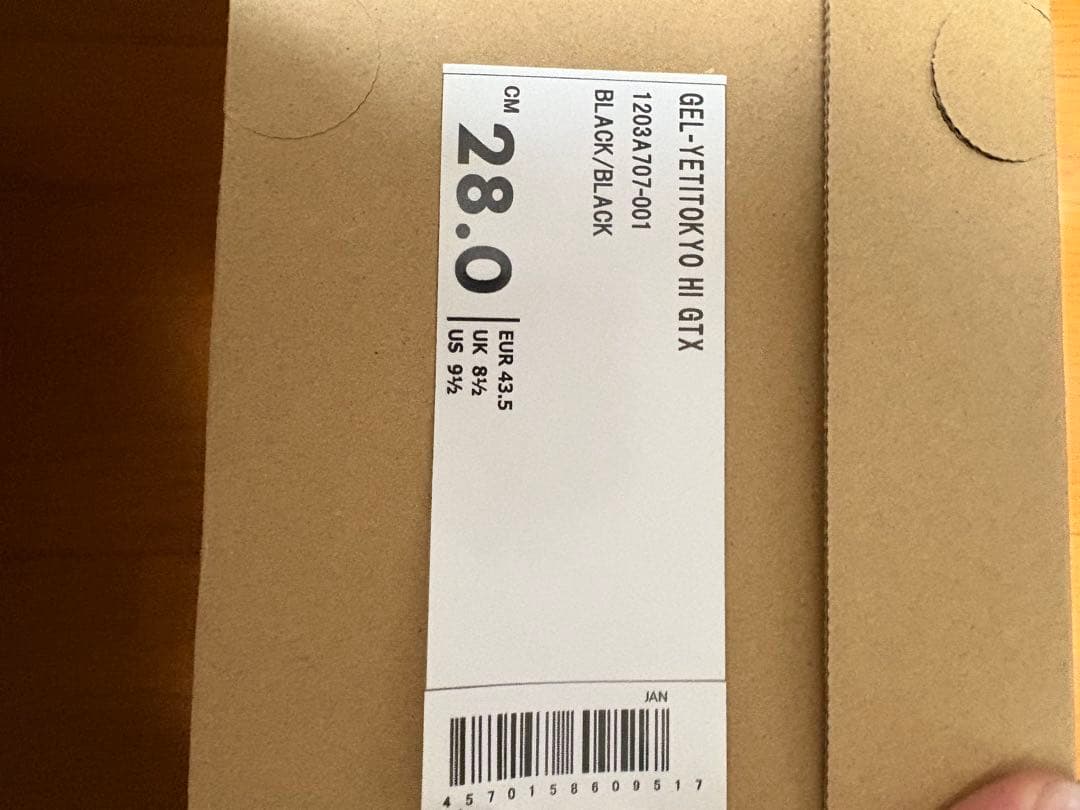 GEL-YETITOKYO HI GTX
1203A707-001
BLACK/BLACK
CM 28.0
EUR 43.5
UK 8½
US 9½
JAN
4570158609517